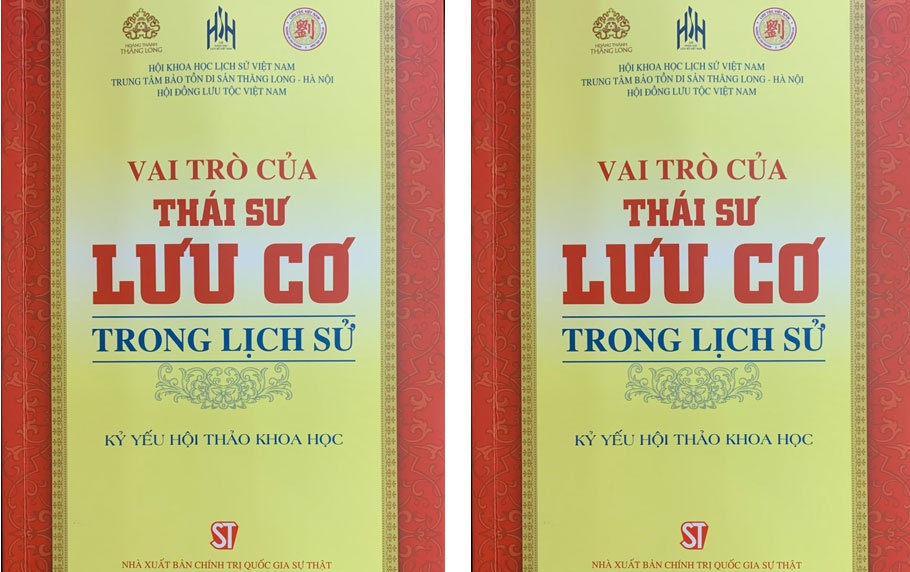 HOÀNG THÀNH
THĂNG LONG
劉
HỘI KHOA HỌC LỊCH SỬ VIỆT NAM
TRUNG TÂM BẢO TỒN DI SẢN THĂNG LONG - HÀ NỘI
HỘI ĐỒNG LƯU TỘC VIỆT NAM
VAI TRÒ CỦA
THÁI SƯ
LƯU CƠ
TRONG LỊCH SỬ
KỶ YẾU HỘI THẢO KHOA HỌC
ST
NHÀ XUẤT BẢN CHÍNH TRỊ QUỐC GIA SỰ THẬT
HOÀNG THÀNH
THĂNG LONG
劉
HỘI KHOA HỌC LỊCH SỬ VIỆT NAM
TRUNG TÂM BẢO TỒN DI SẢN THĂNG LONG - HÀ NỘI
HỘI ĐỒNG LƯU TỘC VIỆT NAM
VAI TRÒ CỦA
THÁI SƯ
LƯU CƠ
TRONG LỊCH SỬ
KỶ YẾU HỘI THẢO KHOA HỌC
ST
NHÀ XUẤT BẢN CHÍNH TRỊ QUỐC GIA SỰ THẬT